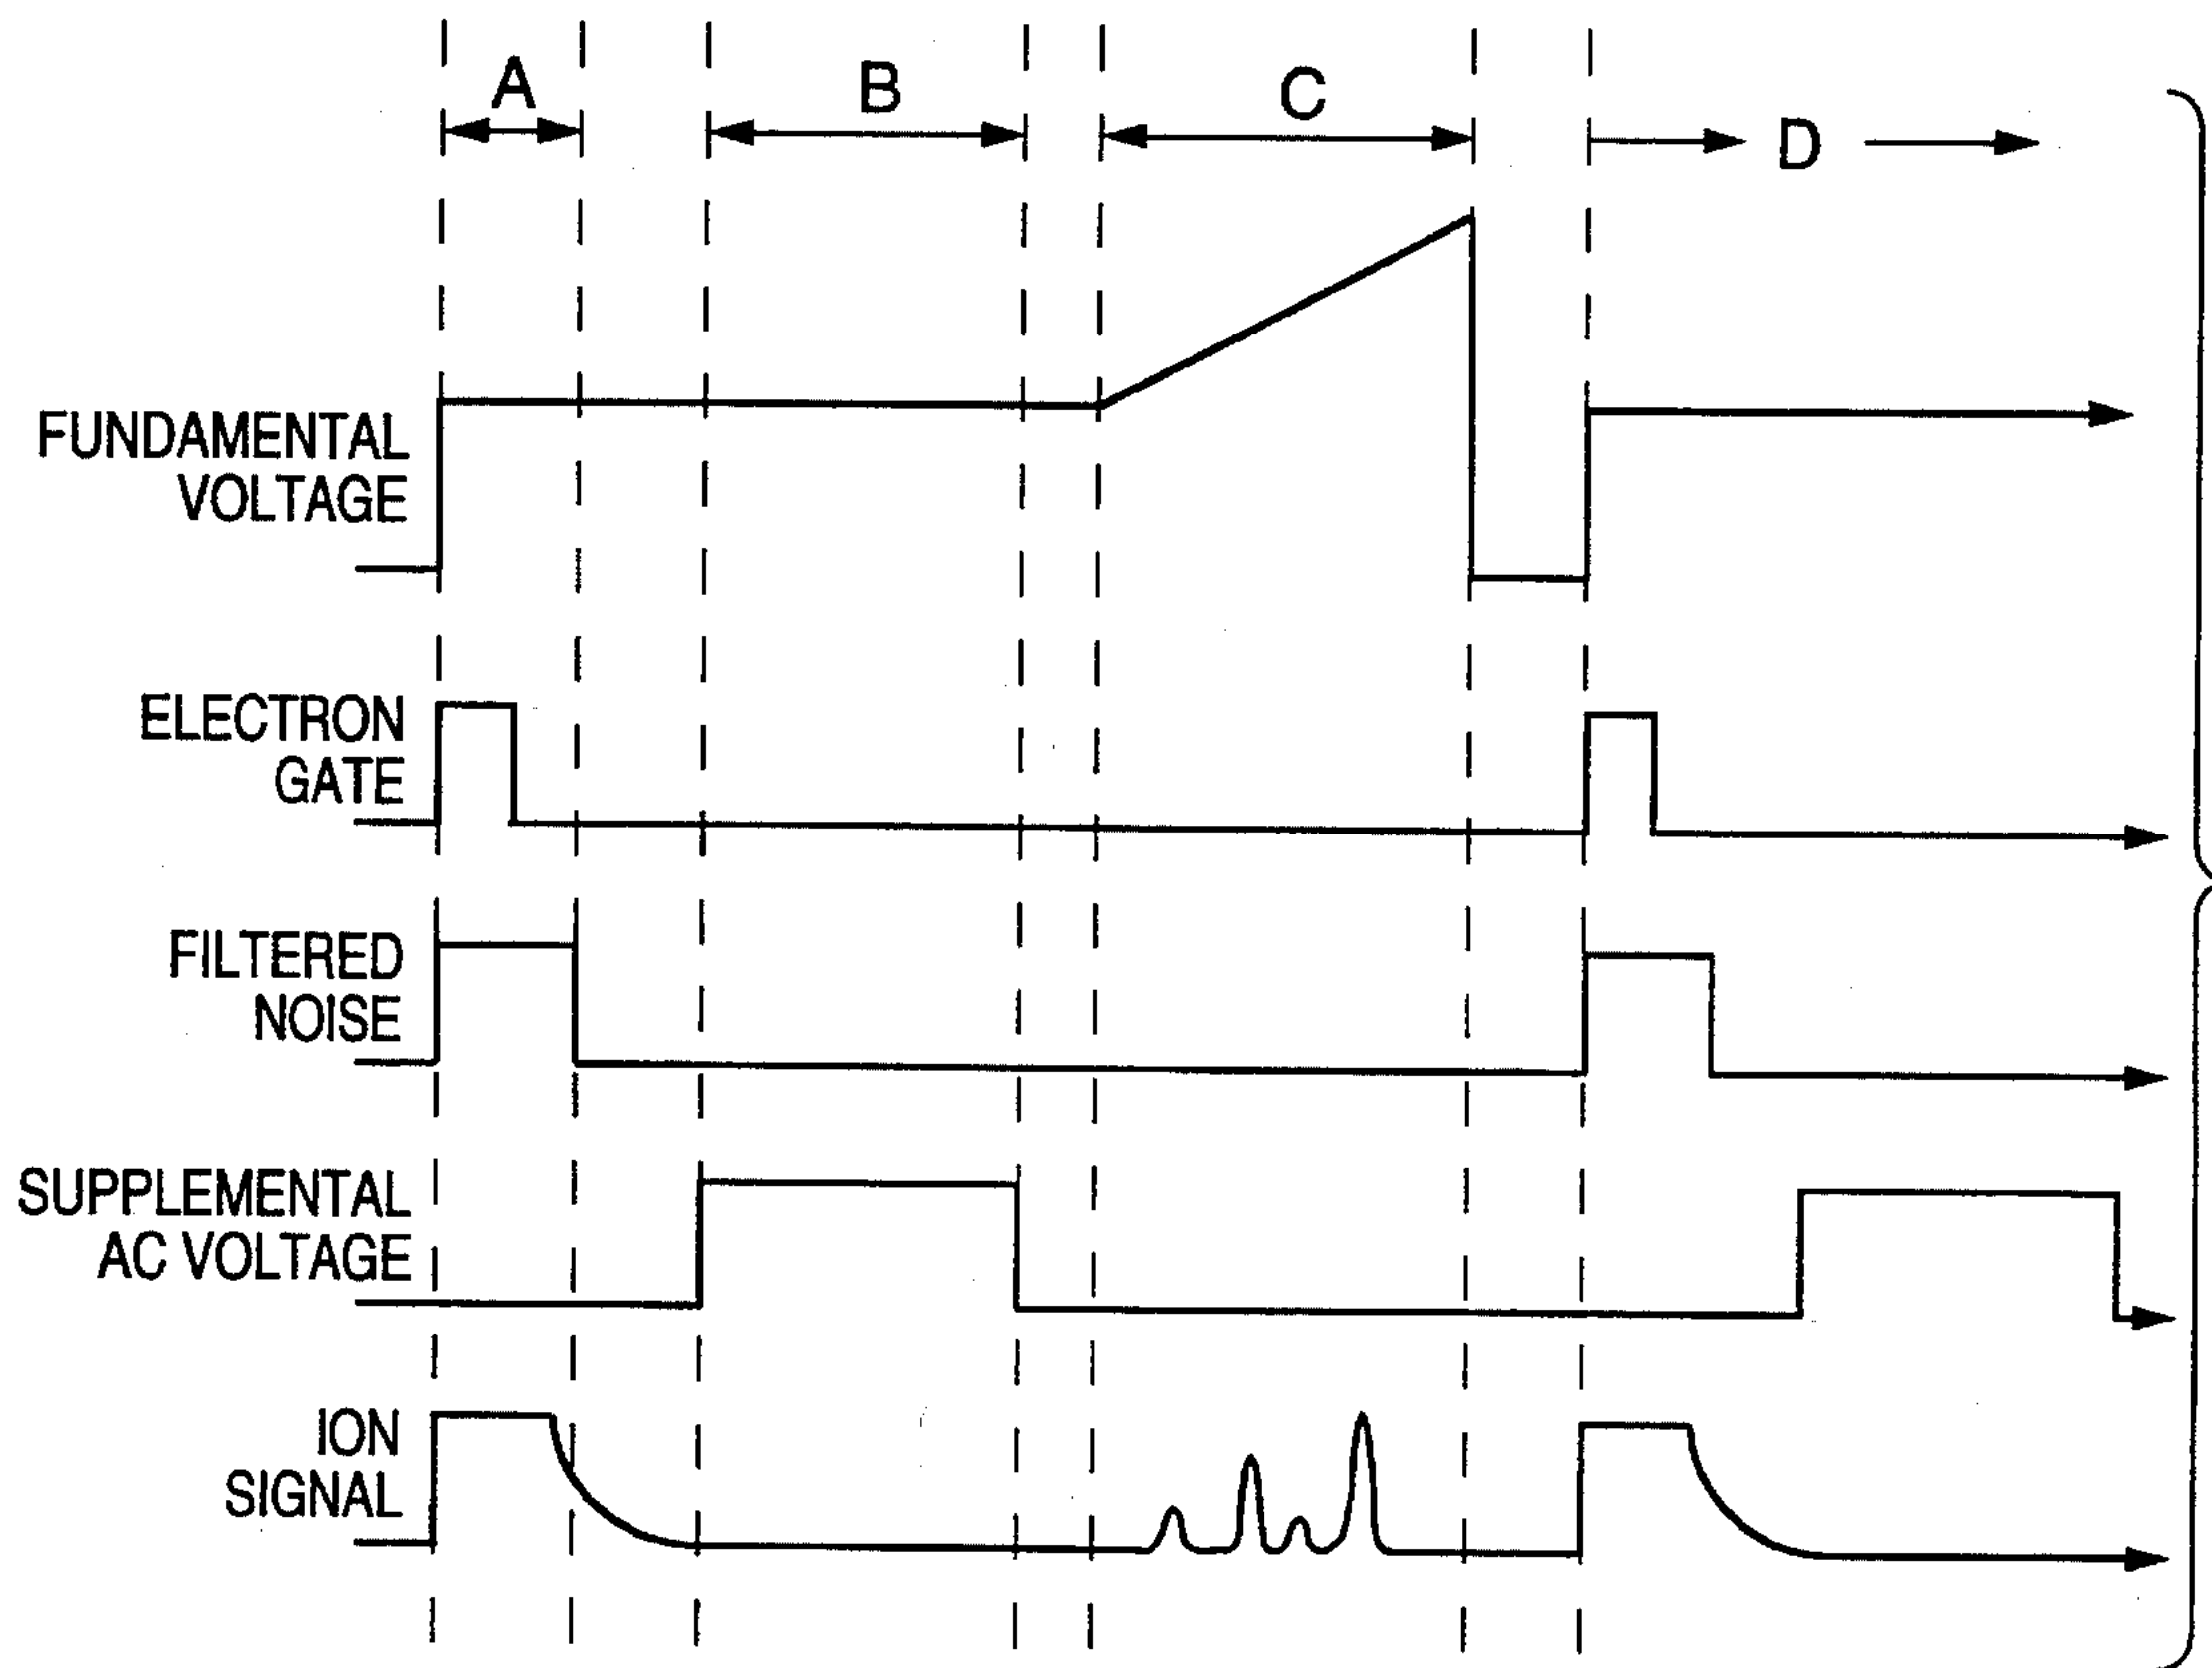 A
B
C
D
FUNDAMENTAL
VOLTAGE
ELECTRON
GATE
FILTERED
NOISE
SUPPLEMENTAL
AC VOLTAGE
ION
SIGNAL